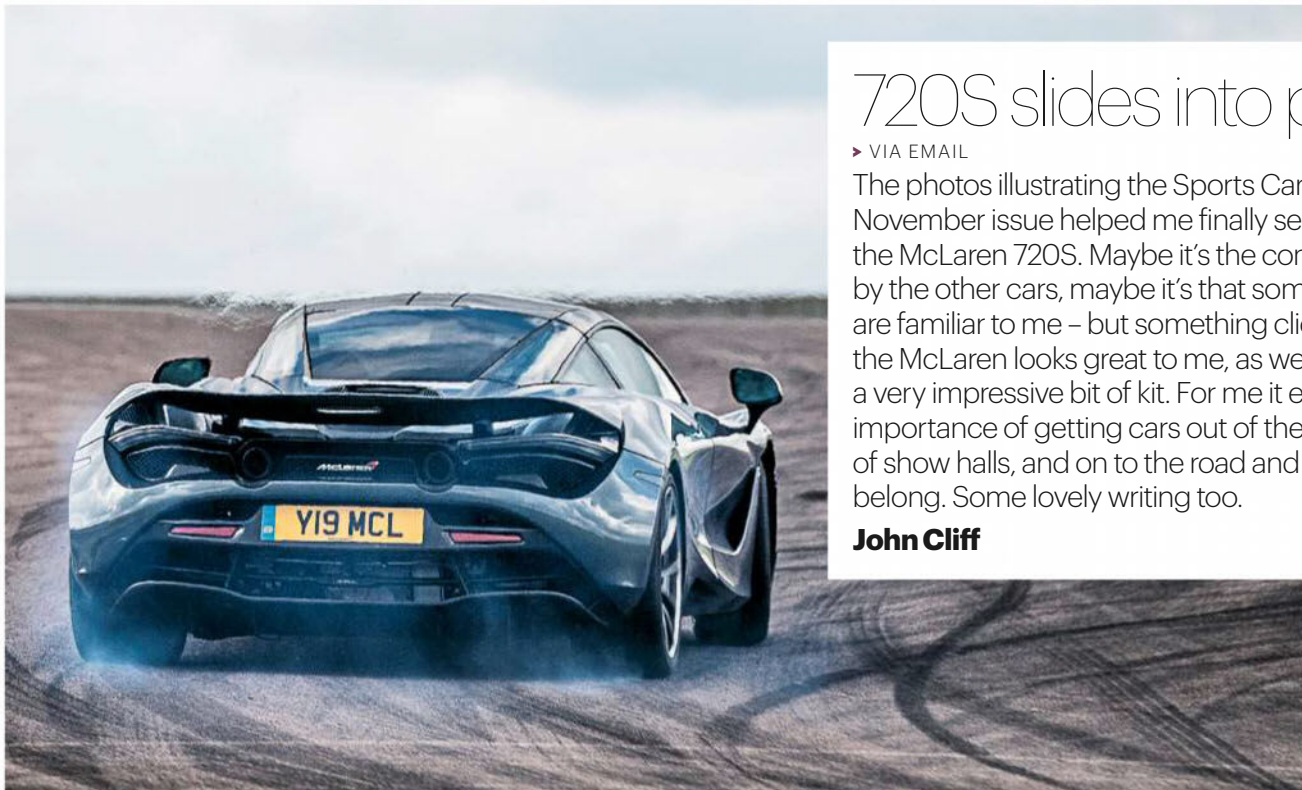 720S slides into
> VIA EMAIL
The photos illustrating the Sports Car
November issue helped me finally se
the McLaren 720S. Maybe it's the con
by the other cars, maybe it's that som
are familiar to me – but something clic
the McLaren looks great to me, as we
a very impressive bit of kit. For me it e
importance of getting cars out of the
of show halls, and on to the road and
belong. Some lovely writing too.
John Cliff
McLaren
Y19 MCL